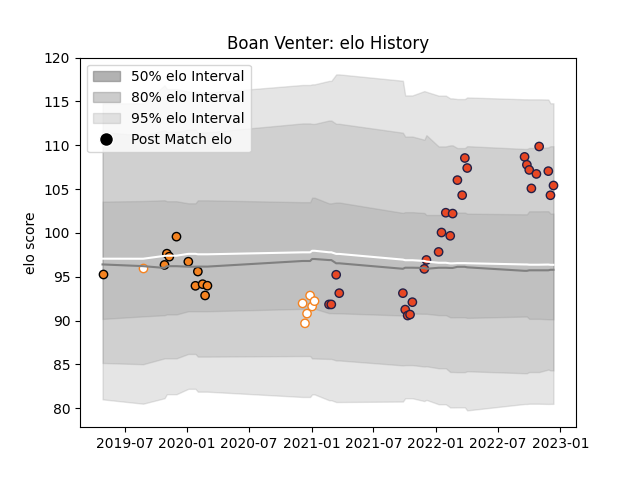 Boan Venter: elo History
50% elo Interval
80% elo Interval
95% elo Interval
Post Match elo
elo score
120
115
110
105
100
95
90
85
80
2019-07 2020-01 2020-07 2021-01 2021-07 2022-01 2022-07 2023-01